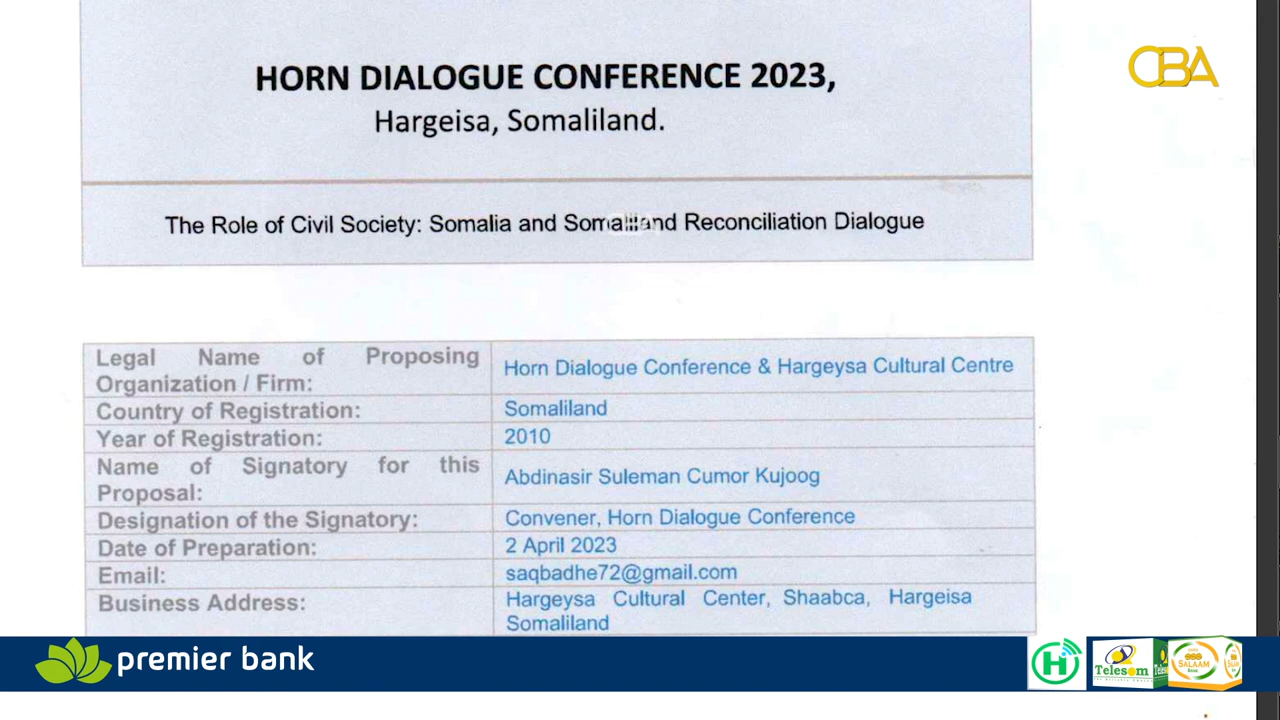 HORN DIALOGUE CONFERENCE 2023,
CBA
Hargeisa, Somaliland.
The Role of Civil Society: Somalia and Somaliland Reconciliation Dialogue
Legal Name of Proposing
Organization / Firm:
Horn Dialogue Conference & Hargeysa Cultural Centre
Country of Registration:
Somaliland
Year of Registration:
2010
Name of Signatory for this
Proposal:
Abdinasir Suleman Cumor Kujoog
Designation of the Signatory:
Convener, Horn Dialogue Conference
Date of Preparation:
2 April 2023
Email:
saqbadhe72@gmail.com
Business Address:
Hargeysa Cultural Center, Shaabca, Hargeisa
Somaliland
premier bank
H
Telesom
SALAAM